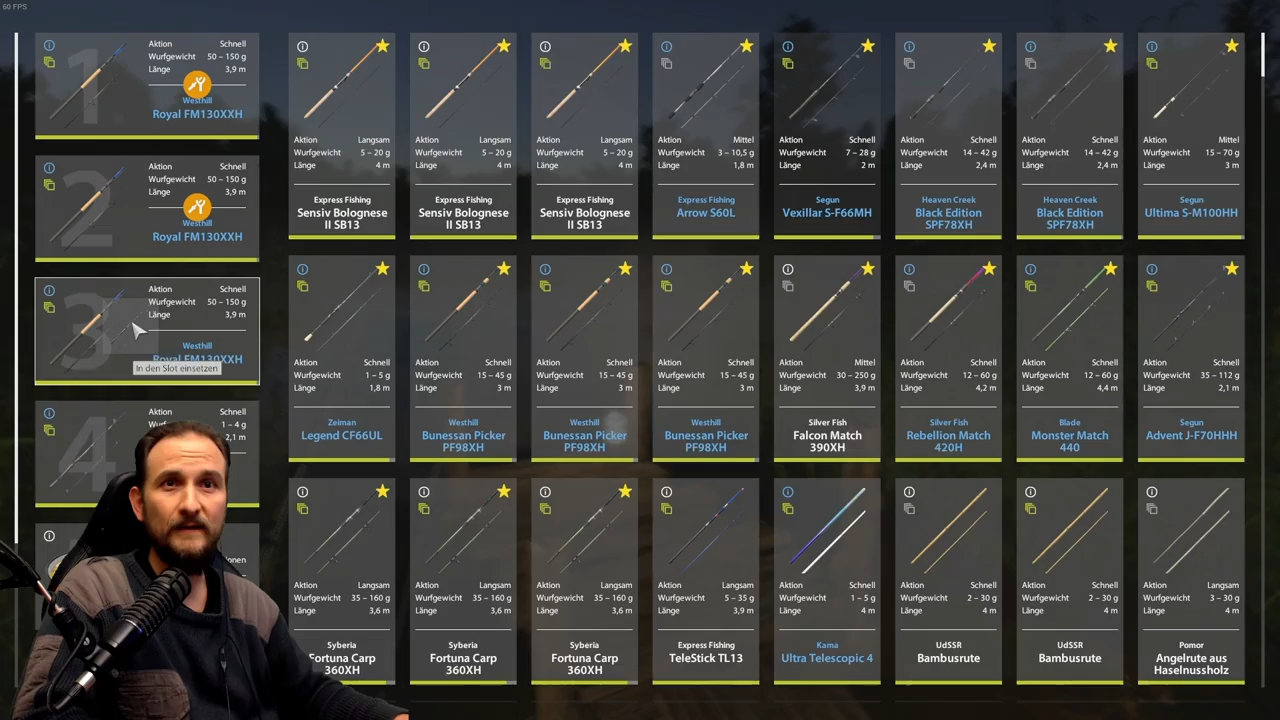 60 FPS
1
Aktion Schnell
Wurfgewicht 50 – 150 g
Länge 3,9 m
Westhill
Royal FM130XXH
2
Aktion Schnell
Wurfgewicht 50 – 150 g
Länge 3,9 m
Westhill
Royal FM130XXH
3
Aktion Schnell
Wurfgewicht 50 – 150 g
Länge 3,9 m
Westhill
Royal FM130XXH
In den Slot einsetzen
4
Aktion Schnell
1 – 4 g
2,1 m
Aktion Langsam
Wurfgewicht 5 – 20 g
Länge 4 m
Express Fishing
Sensiv Bolognese
II SB13
Aktion Langsam
Wurfgewicht 5 – 20 g
Länge 4 m
Express Fishing
Sensiv Bolognese
II SB13
Aktion Langsam
Wurfgewicht 5 – 20 g
Länge 4 m
Express Fishing
Sensiv Bolognese
II SB13
Aktion Mittel
Wurfgewicht 3 – 10,5 g
Länge 1,8 m
Express Fishing
Arrow S60L
Aktion Schnell
Wurfgewicht 7 – 28 g
Länge 2 m
Segun
Vexillar S-F66MH
Aktion Schnell
Wurfgewicht 14 – 42 g
Länge 2,4 m
Heaven Creek
Black Edition
SPF78XH
Aktion Schnell
Wurfgewicht 14 – 42 g
Länge 2,4 m
Heaven Creek
Black Edition
SPF78XH
Aktion Mittel
Wurfgewicht 15 – 70 g
Länge 3 m
Segun
Ultima S-M100HH
Aktion Schnell
Wurfgewicht 1 – 5 g
Länge 1,8 m
Zeiman
Legend CF66UL
Aktion Schnell
Wurfgewicht 15 – 45 g
Länge 3 m
Westhill
Bunessan Picker
PF98XH
Aktion Schnell
Wurfgewicht 15 – 45 g
Länge 3 m
Westhill
Bunessan Picker
PF98XH
Aktion Schnell
Wurfgewicht 15 – 45 g
Länge 3 m
Westhill
Bunessan Picker
PF98XH
Aktion Mittel
Wurfgewicht 30 – 250 g
Länge 3,9 m
Silver Fish
Falcon Match
390XH
Aktion Schnell
Wurfgewicht 12 – 60 g
Länge 4,2 m
Silver Fish
Rebellion Match
420H
Aktion Schnell
Wurfgewicht 12 – 60 g
Länge 4,4 m
Blade
Monster Match
440
Aktion Schnell
Wurfgewicht 35 – 112 g
Länge 2,1 m
Segun
Advent J-F70HHH
Aktion Langsam
Wurfgewicht 35 – 160 g
Länge 3,6 m
Syberia
Fortuna Carp
360XH
Aktion Langsam
Wurfgewicht 35 – 160 g
Länge 3,6 m
Syberia
Fortuna Carp
360XH
Aktion Langsam
Wurfgewicht 35 – 160 g
Länge 3,6 m
Syberia
Fortuna Carp
360XH
Aktion Langsam
Wurfgewicht 5 – 35 g
Länge 3,9 m
Express Fishing
TeleStick TL13
Aktion Schnell
Wurfgewicht 1 – 5 g
Länge 4 m
Kama
Ultra Telescopic 4
Aktion Schnell
Wurfgewicht 2 – 30 g
Länge 4 m
UdSSR
Bambusrute
Aktion Schnell
Wurfgewicht 2 – 30 g
Länge 4 m
UdSSR
Bambusrute
Aktion Langsam
Wurfgewicht 3 – 30 g
Länge 4 m
Pomor
Angelrute aus
Haselnussholz